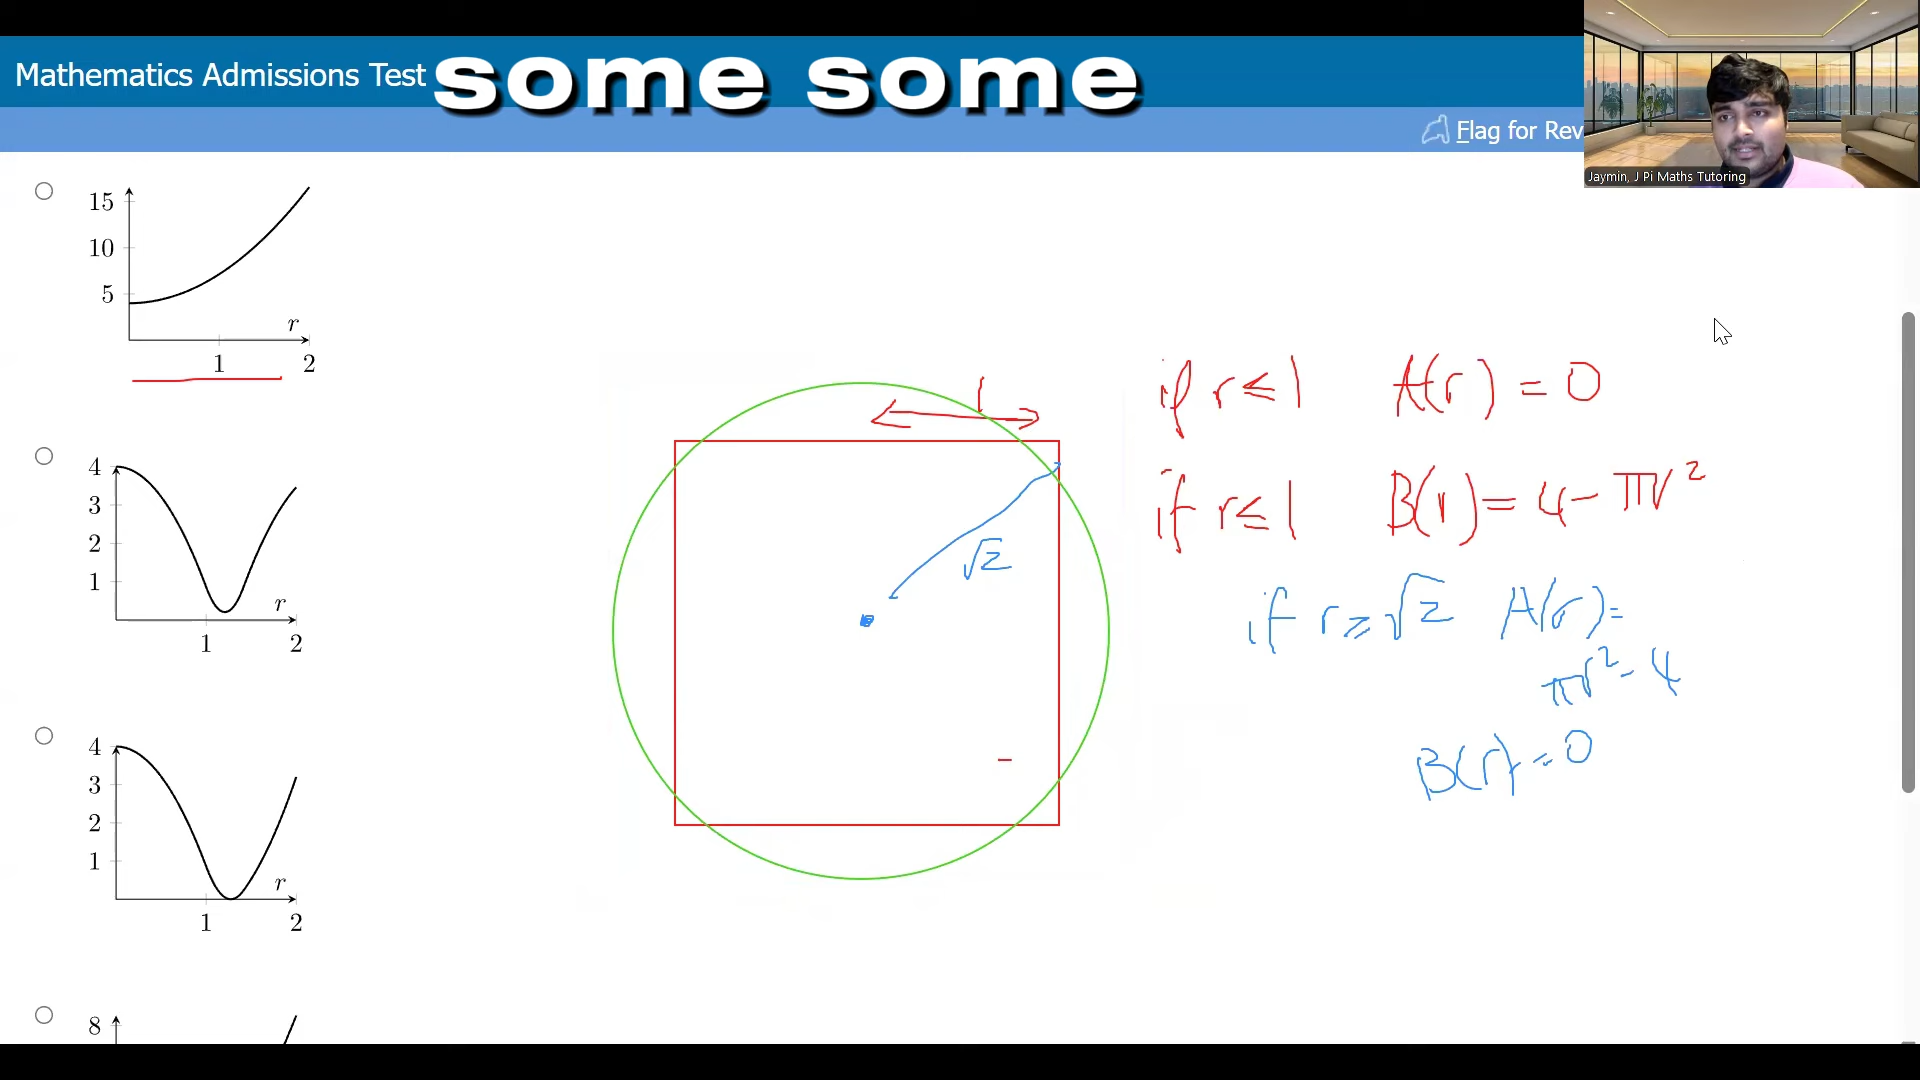 Mathematics Admissions Test
some some
Flag for Rev
Jaymin, J Pi Maths Tutoring
15
10
5
r
1 2
4
3
2
1
r
1 2
4
3
2
1
r
1 2
8
1
√2
if r ≤ 1 A(r) = 0
if r ≤ 1 B(r) = 4 - πr²
if r ≥ √2 A(r) =
πr² - 4
B(r) = 0